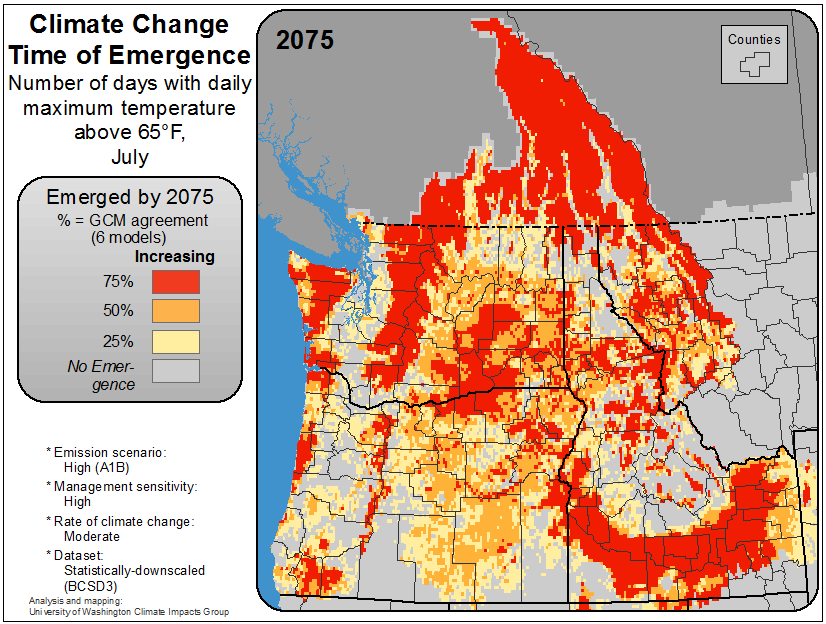 Climate Change
Time of Emergence
Number of days with daily
maximum temperature
above 65°F,
July
Emerged by 2075
% = GCM agreement
(6 models)
Increasing
75%
50%
25%
No Emer-
gence
* Emission scenario:
High (A1B)
* Management sensitivity:
High
* Rate of climate change:
Moderate
* Dataset:
Statistically-downscaled
(BCSD3)
Analysis and mapping:
University of Washington Climate Impacts Group
2075
Counties